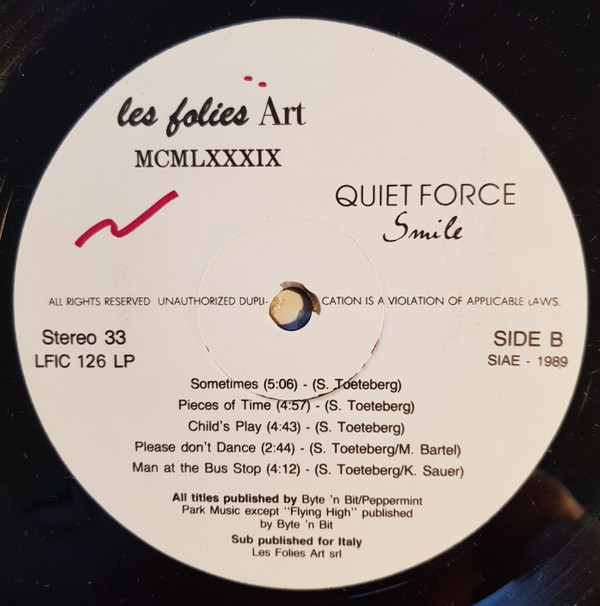 les folies Art
MCMLXXXIX
QUIET FORCE
Smile
ALL RIGHTS RESERVED UNAUTHORIZED DUPLI- CATION IS A VIOLATION OF APPLICABLE LAWS.
Stereo 33
LFIC 126 LP
SIDE B
SIAE - 1989
Sometimes (5:06) - (S. Toeteberg)
Pieces of Time (4:57) - (S. Toeteberg)
Child's Play (4:43) - (S. Toeteberg)
Please don't Dance (2:44) - (S. Toeteberg/M. Bartel)
Man at the Bus Stop (4:12) - (S. Toeteberg/K. Sauer)
All titles published by Byte 'n Bit/Peppermint
Park Music except "Flying High" published
by Byte 'n Bit
Sub published for Italy
Les Folies Art srl